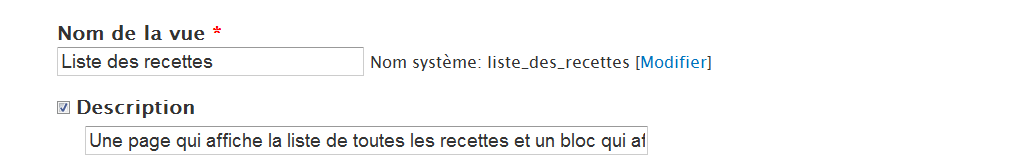 Nom de la vue *
Liste des recettes Nom système: liste_des_recettes [Modifier]
Description
Une page qui affiche la liste de toutes les recettes et un bloc qui